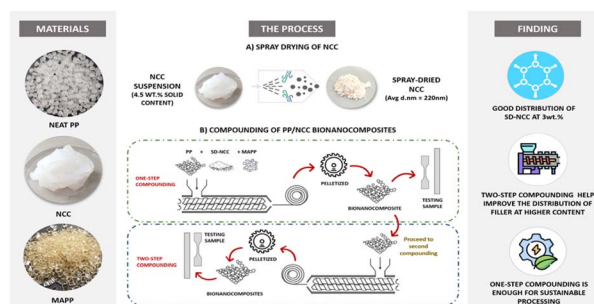 MATERIALS
NEAT PP
NCC
MAPP
THE PROCESS
A) SPRAY DRYING OF NCC
NCC
SUSPENSION
(4.5 WT.% SOLID
CONTENT)
SPRAY-DRIED
NCC
(Avg d.nm = 220nm)
B) COMPOUNDING OF PP/NCC BIONANOCOMPOSITES
PP + SD-NCC + MAPP
ONE-STEP
COMPOUNDING
PELLETIZED
BIONANOCOMPOSITE
TESTING
SAMPLE
Proceed to
second
compounding
TWO-STEP
COMPOUNDING
TESTING
SAMPLE
PELLETIZED
BIONANOCOMPOSITES
FINDING
GOOD DISTRIBUTION OF
SD-NCC AT 3wt.%
TWO-STEP COMPOUNDING HELP
IMPROVE THE DISTRIBUTION OF
FILLER AT HIGHER CONTENT
ONE-STEP COMPOUNDING IS
ENOUGH FOR SUSTAINABLE
PROCESSING